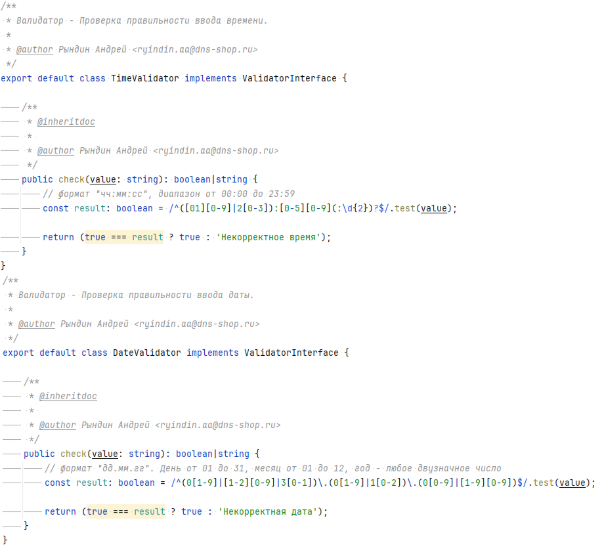 /**
 * Валидатор - Проверка правильности ввода времени.
 *
 * @author Рындин Андрей <ryindin.aa@dns-shop.ru>
 */
export default class TimeValidator implements ValidatorInterface {
/**
 * @inheritdoc
 *
 * @author Рындин Андрей <ryindin.aa@dns-shop.ru>
 */
public check(value: string): boolean|string {
// формат "чч:мм:сс", диапазон от 00:00 до 23:59
const result: boolean = /^([01][0-9]|2[0-3]):[0-5][0-9](:\d{2})?$/.test(value);
return (true === result ? true : 'Некорректное время');
}
}
/**
 * Валидатор - Проверка правильности ввода даты.
 *
 * @author Рындин Андрей <ryindin.aa@dns-shop.ru>
 */
export default class DateValidator implements ValidatorInterface {
/**
 * @inheritdoc
 *
 * @author Рындин Андрей <ryindin.aa@dns-shop.ru>
 */
public check(value: string): boolean|string {
// формат "дд.мм.гг". День от 01 до 31, месяц от 01 до 12, год - любое двузначное число
const result: boolean = /^(0[1-9]|[1-2][0-9]|3[0-1])\.(0[1-9]|1[0-2])\.(0[0-9]|[1-9][0-9])$/.test(value);
return (true === result ? true : 'Некорректная дата');
}
}